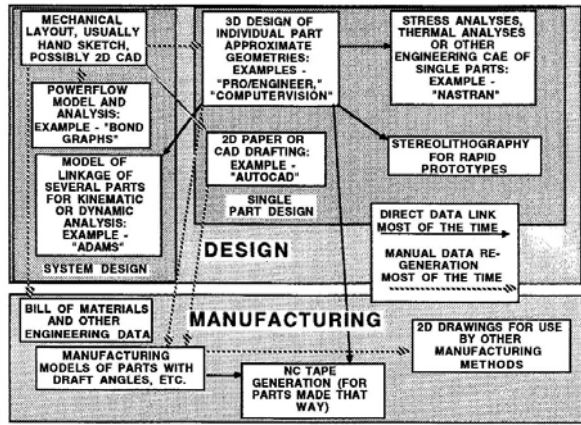 MECHANICAL
LAYOUT, USUALLY
HAND SKETCH,
POSSIBLY 2D CAD
POWERFLOW MODEL AND
ANALYSIS:
EXAMPLE - "BOND
GRAPHS"
MODEL OF
LINKAGE OF
SEVERAL PARTS
FOR KINEMATIC
OR DYNAMIC
ANALYSIS:
EXAMPLE -
"ADAMS"
SYSTEM DESIGN
3D DESIGN OF
INDIVIDUAL PART
APPROXIMATE
GEOMETRIES:
EXAMPLES -
"PRO/ENGINEER,"
"COMPUTERVISION"
2D PAPER OR
CAD DRAFTING:
EXAMPLE -
"AUTOCAD"
SINGLE
PART DESIGN
STRESS ANALYSES,
THERMAL ANALYSES
OR OTHER
ENGINEERING CAE OF
SINGLE PARTS:
EXAMPLE -
"NASTRAN"
STEREOLITHOGRAPHY
FOR RAPID
PROTOTYPES
DIRECT DATA LINK
MOST OF THE TIME
MANUAL DATA RE-
GENERATION
MOST OF THE TIME
DESIGN
MANUFACTURING
BILL OF MATERIALS
AND OTHER
ENGINEERING DATA
MANUFACTURING
MODELS OF PARTS WITH
DRAFT ANGLES, ETC.
NC TAPE
GENERATION (FOR
PARTS MADE THAT
WAY)
2D DRAWINGS FOR USE
BY OTHER
MANUFACTURING
METHODS